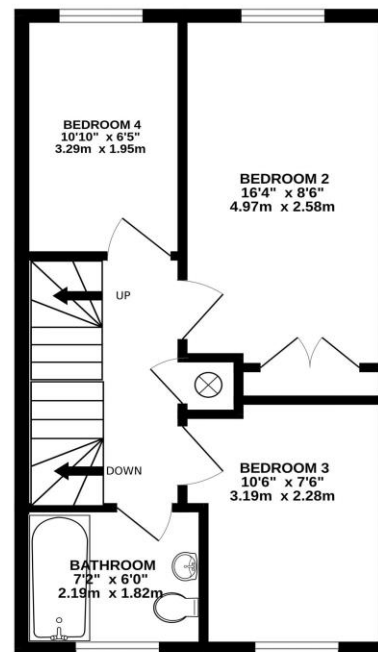 BEDROOM 4
10'10" x 6'5"
3.29m x 1.95m
BEDROOM 2
16'4" x 8'6"
4.97m x 2.58m
UP
DOWN
BEDROOM 3
10'6" x 7'6"
3.19m x 2.28m
BATHROOM
7'2" x 6'0"
2.19m x 1.82m